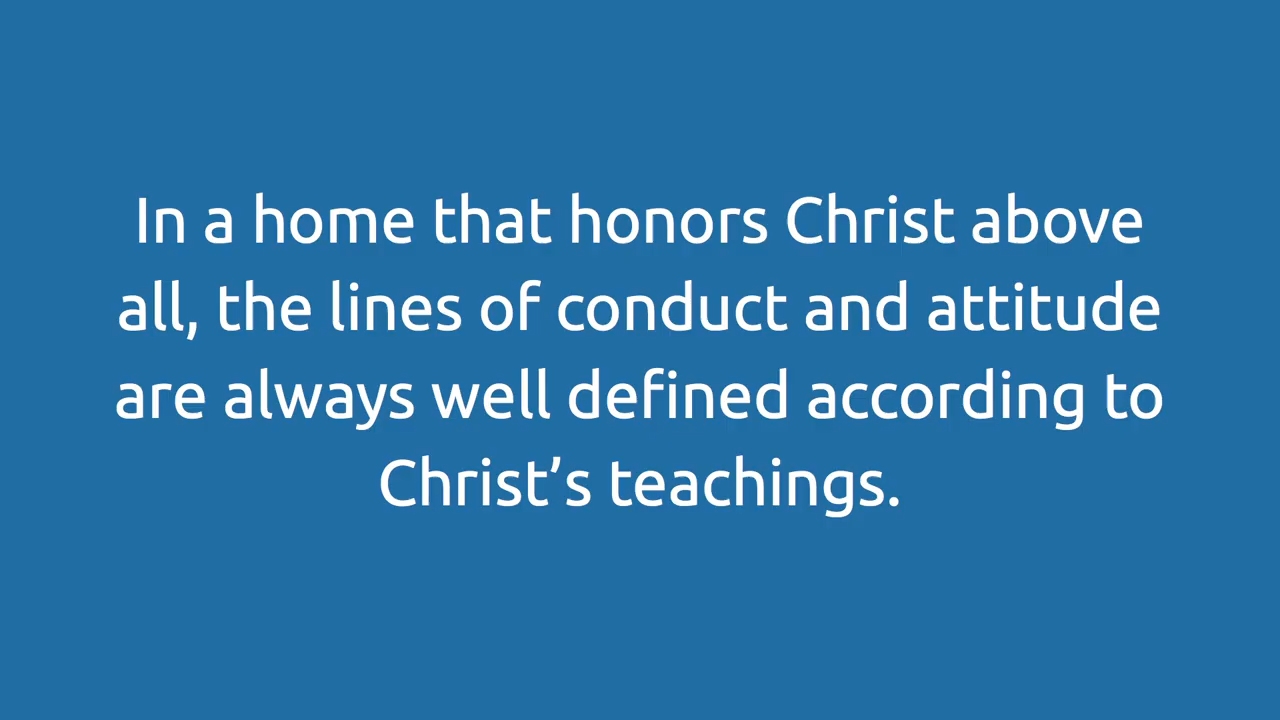 In a home that honors Christ above
all, the lines of conduct and attitude
are always well defined according to
Christ’s teachings.